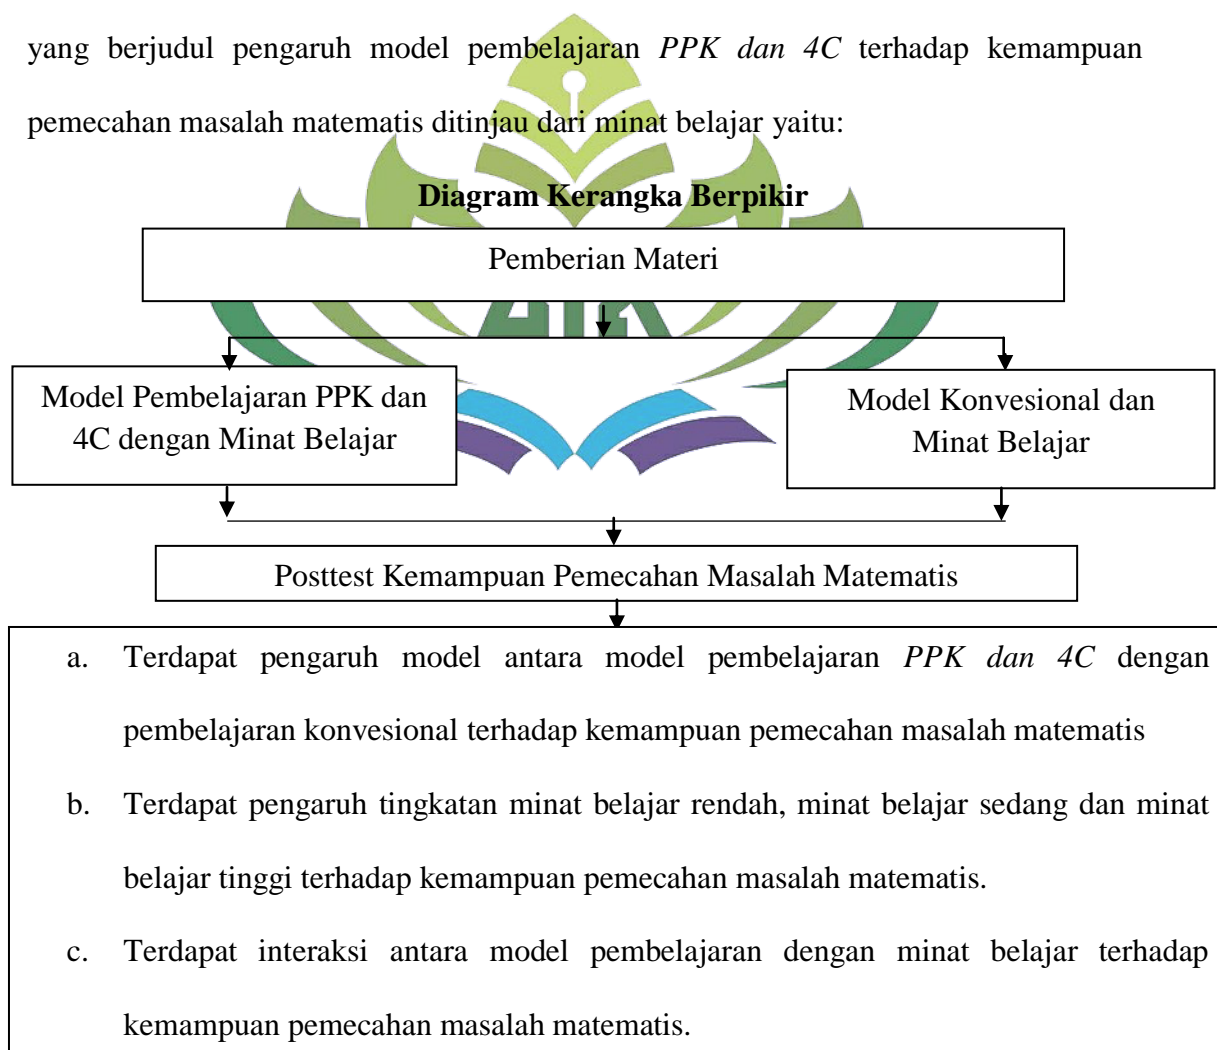 yang berjudul pengaruh model pembelajaran PPK dan 4C terhadap kemampuan
pemecahan masalah matematis ditinjau dari minat belajar yaitu:
Diagram Kerangka Berpikir
Pemberian Materi
Model Pembelajaran PPK dan
4C dengan Minat Belajar
Model Konvesional dan
Minat Belajar
Posttest Kemampuan Pemecahan Masalah Matematis
a. Terdapat pengaruh model antara model pembelajaran PPK dan 4C dengan
pembelajaran konvesional terhadap kemampuan pemecahan masalah matematis
b. Terdapat pengaruh tingkatan minat belajar rendah, minat belajar sedang dan minat
belajar tinggi terhadap kemampuan pemecahan masalah matematis.
c. Terdapat interaksi antara model pembelajaran dengan minat belajar terhadap
kemampuan pemecahan masalah matematis.